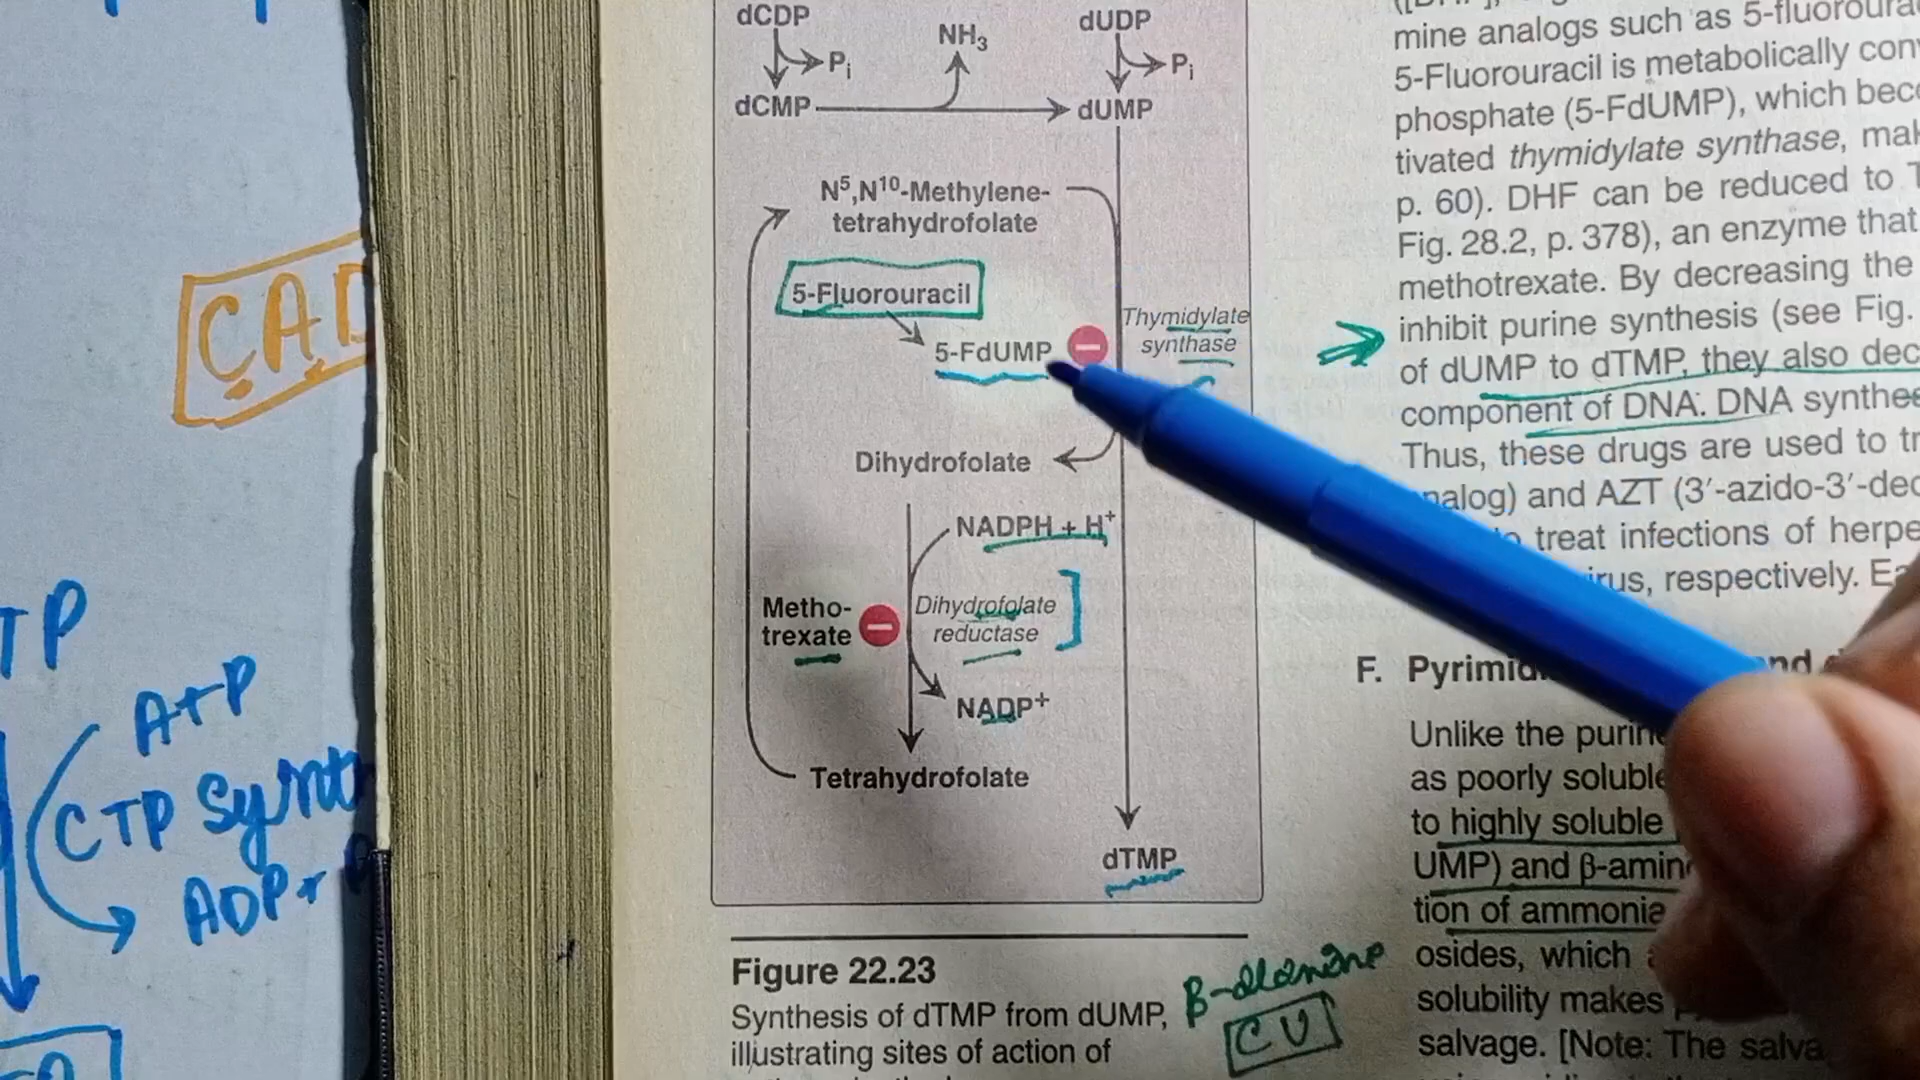 CAD
TP
ATP
CTP Synt
ADP+ P
dCDP
Pi
NH3
dUDP
Pi
dCMP
dUMP
N5,N10-Methylene-
tetrahydrofolate
5-Fluorouracil
5-FdUMP
Thymidylate
synthase
Dihydrofolate
NADPH + H+
Metho-
trexate
Dihydrofolate
reductase
NADP+
Tetrahydrofolate
dTMP
Figure 22.23
Synthesis of dTMP from dUMP,
illustrating sites of action of
β-alanine
CU
mine analogs such as 5-fluoroura
5-Fluorouracil is metabolically con
phosphate (5-FdUMP), which bec
tivated thymidylate synthase, mak
p. 60). DHF can be reduced to T
Fig. 28.2, p. 378), an enzyme that
methotrexate. By decreasing the
inhibit purine synthesis (see Fig.
of dUMP to dTMP, they also dec
component of DNA. DNA synthe
Thus, these drugs are used to tr
nalog) and AZT (3′-azido-3′-deo
to treat infections of herpe
irus, respectively. E
F. Pyrimid nd
Unlike the purin
as poorly soluble
to highly soluble
UMP) and β-amin
tion of ammonia
osides, which
solubility makes
salvage. [Note: The salva